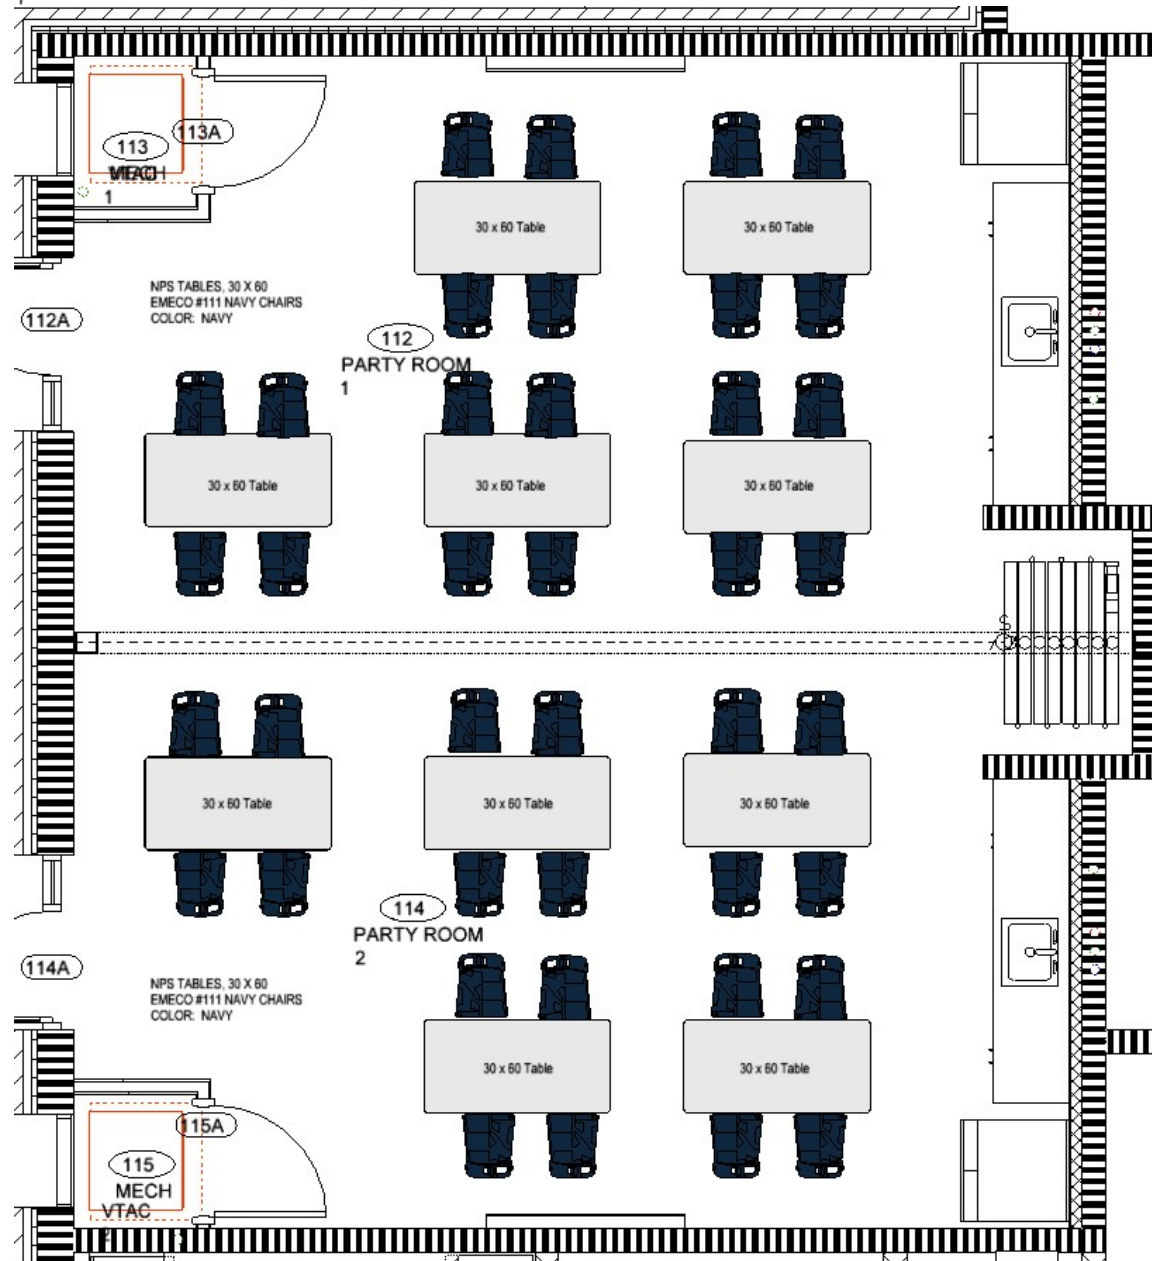 113A
113
MECH
1
30 x 60 Table
30 x 60 Table
NPS TABLES, 30 X 60
EMECO #111 NAVY CHAIRS
COLOR: NAVY
112A
112
PARTY ROOM
1
30 x 60 Table
30 x 60 Table
30 x 60 Table
S
30 x 60 Table
30 x 60 Table
30 x 60 Table
114
PARTY ROOM
2
114A
NPS TABLES, 30 X 60
EMECO #111 NAVY CHAIRS
COLOR: NAVY
30 x 60 Table
30 x 60 Table
115A
115
MECH
VTAC
2